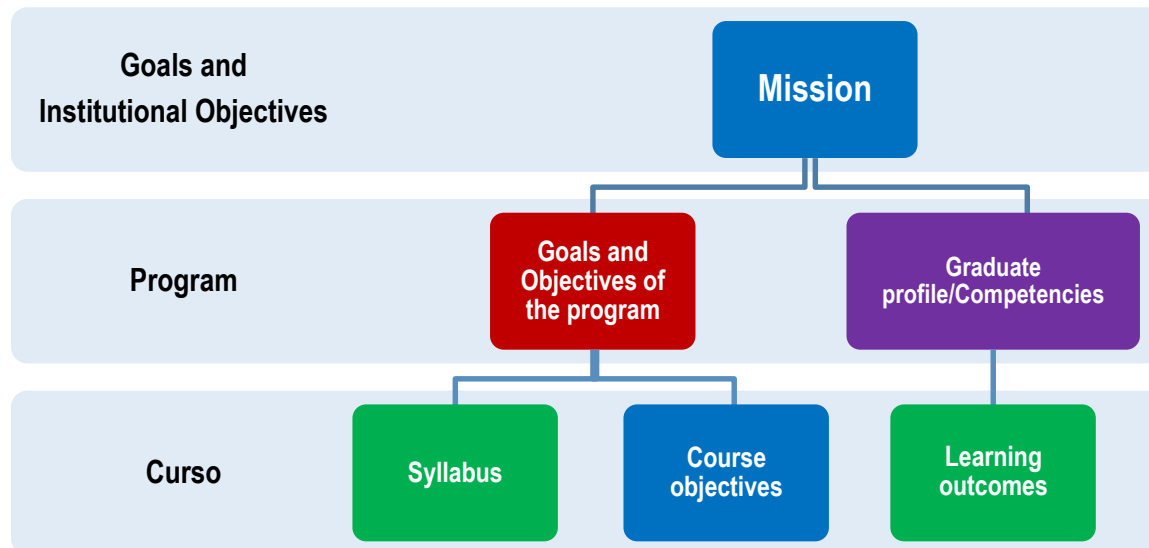 Goals and
Institutional Objectives
Mission
Program
Goals and
Objectives of
the program
Graduate
profile/Competencies
Curso
Syllabus
Course
objectives
Learning
outcomes